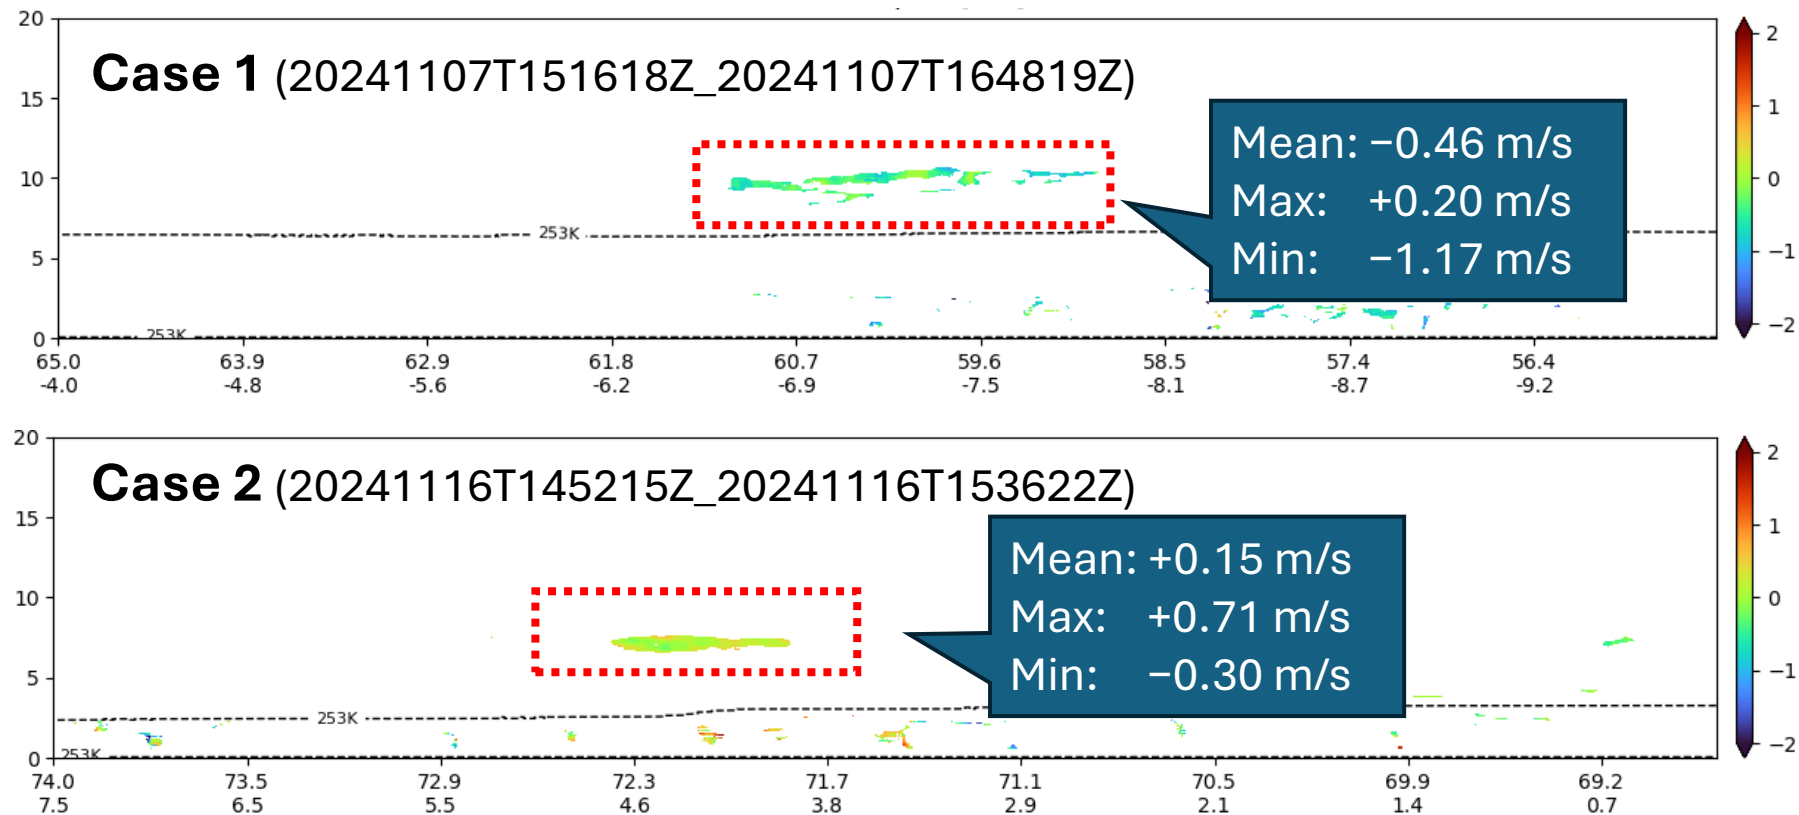 20
15
10
5
0
Case 1 (20241107T151618Z_20241107T164819Z)
Mean: −0.46 m/s
Max: +0.20 m/s
Min: −1.17 m/s
253K
253K
65.0 63.9 62.9 61.8 60.7 59.6 58.5 57.4 56.4
-4.0 -4.8 -5.6 -6.2 -6.9 -7.5 -8.1 -8.7 -9.2
2
1
0
−1
−2
20
15
10
5
0
Case 2 (20241116T145215Z_20241116T153622Z)
Mean: +0.15 m/s
Max: +0.71 m/s
Min: −0.30 m/s
253K
253K
74.0 73.5 72.9 72.3 71.7 71.1 70.5 69.9 69.2
7.5 6.5 5.5 4.6 3.8 2.9 2.1 1.4 0.7
2
1
0
−1
−2